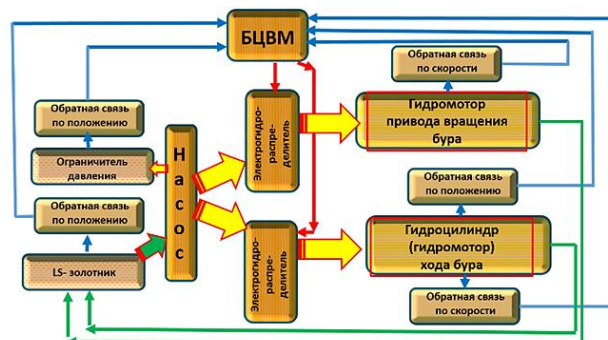 БЦВМ
Обратная связь
по скорости
Обратная связь
по положению
Электрогидро-
распре-
делитель
Гидромотор
привода вращения
бура
Насос
Ограничитель
давления
Обратная связь
по положению
Обратная связь
по положению
Электрогидро-
распре-
делитель
Гидроцилиндр
(гидромотор)
хода бура
LS- золотник
Обратная связь
по скорости